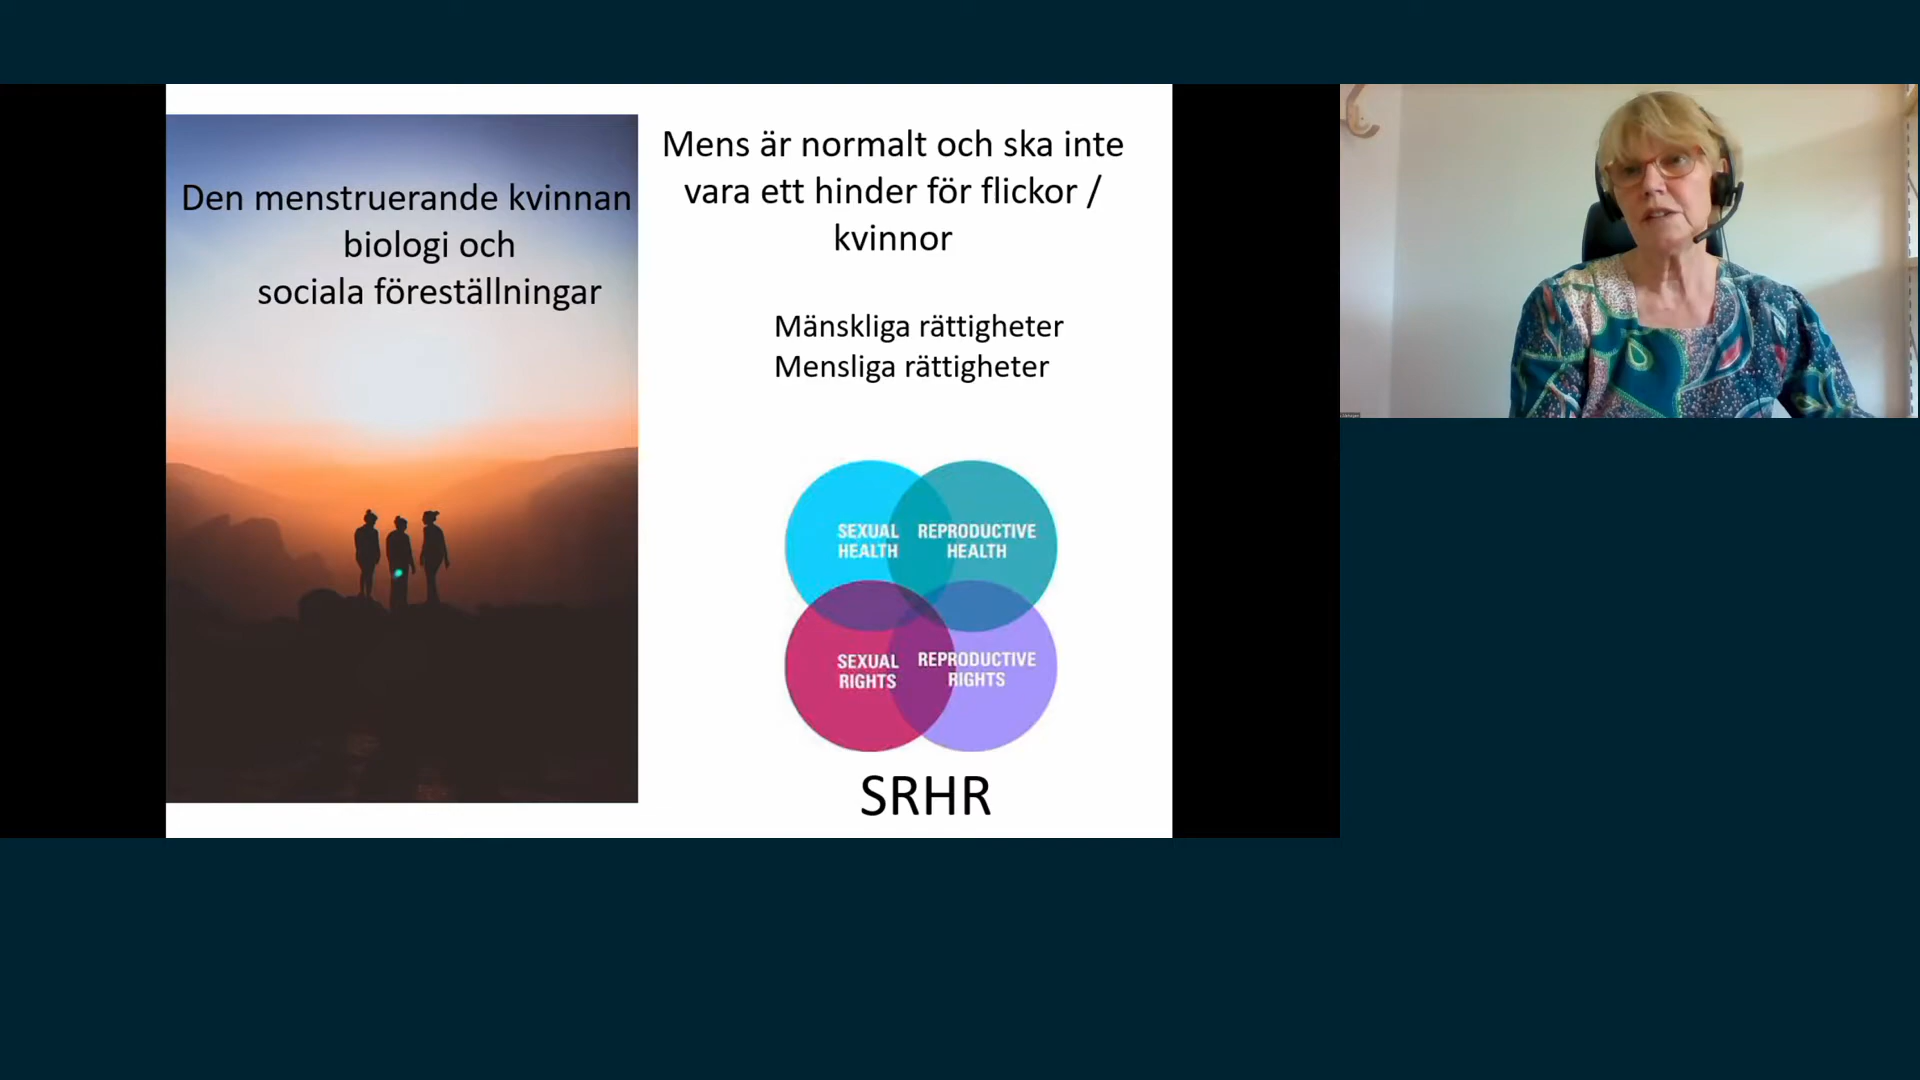 Den menstruerande kvinnan
biologi och
sociala föreställningar
Mens är normalt och ska inte
vara ett hinder för flickor /
kvinnor
Mänskliga rättigheter
Mensliga rättigheter
SEXUAL
HEALTH
REPRODUCTIVE
HEALTH
SEXUAL
RIGHTS
REPRODUCTIVE
RIGHTS
SRHR